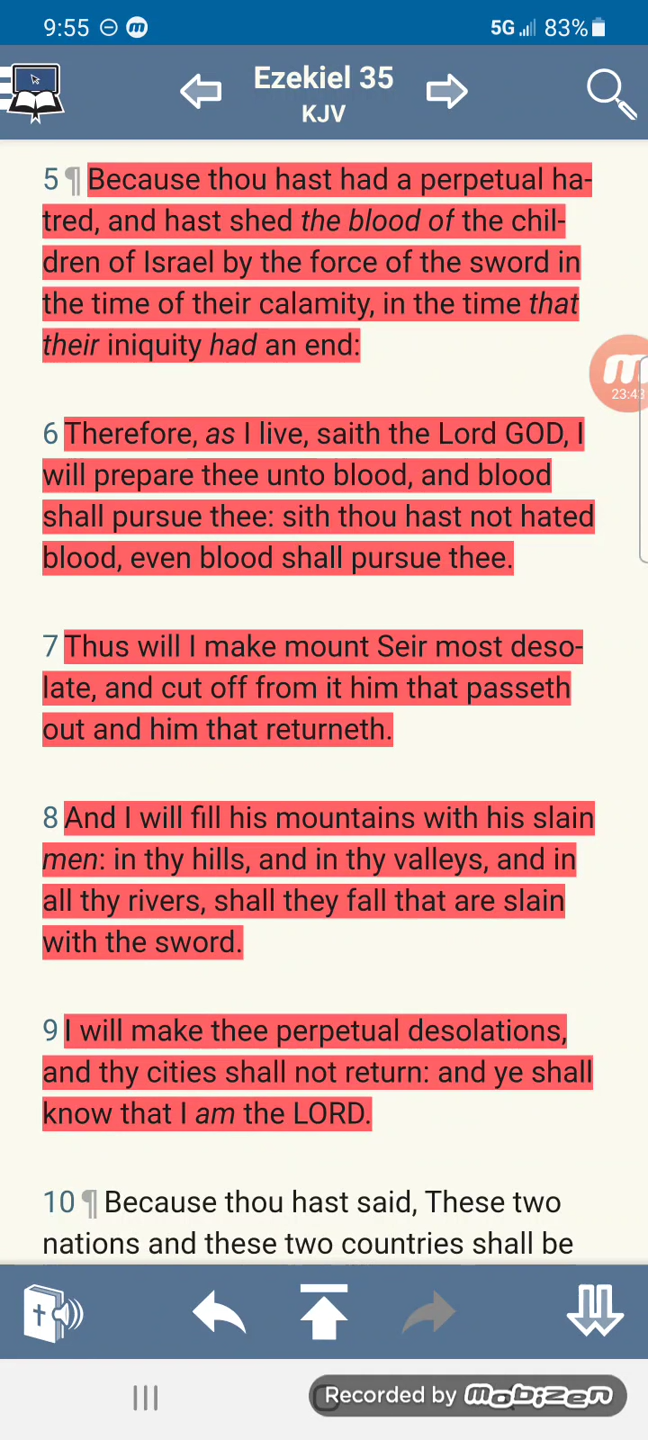 9:55
5G 83%
Ezekiel 35
KJV
5 ¶ Because thou hast had a perpetual ha-
tred, and hast shed the blood of the chil-
dren of Israel by the force of the sword in
the time of their calamity, in the time that
their iniquity had an end:
6 Therefore, as I live, saith the Lord GOD, I
will prepare thee unto blood, and blood
shall pursue thee: sith thou hast not hated
blood, even blood shall pursue thee.
7 Thus will I make mount Seir most deso-
late, and cut off from it him that passeth
out and him that returneth.
8 And I will fill his mountains with his slain
men: in thy hills, and in thy valleys, and in
all thy rivers, shall they fall that are slain
with the sword.
9 I will make thee perpetual desolations,
and thy cities shall not return: and ye shall
know that I am the LORD.
10 ¶ Because thou hast said, These two
nations and these two countries shall be
23:43
Recorded by mobizen